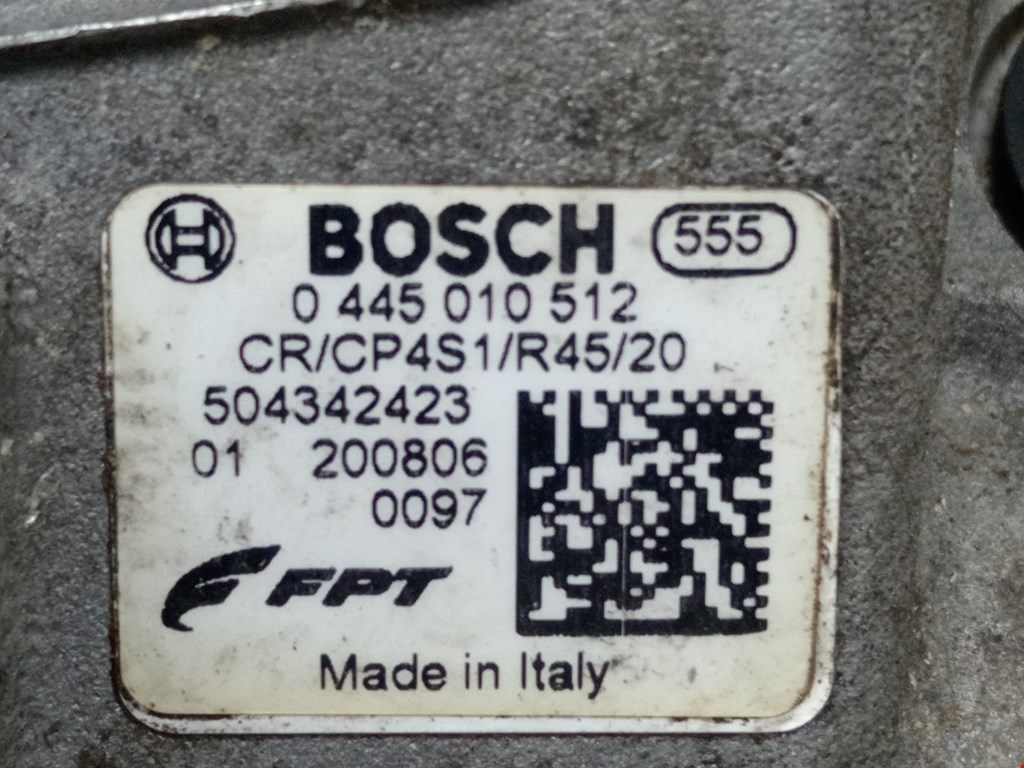 BOSCH 555
0 445 010 512
CR/CP4S1/R45/20
504342423
01 200806
0097
FPT
Made in Italy